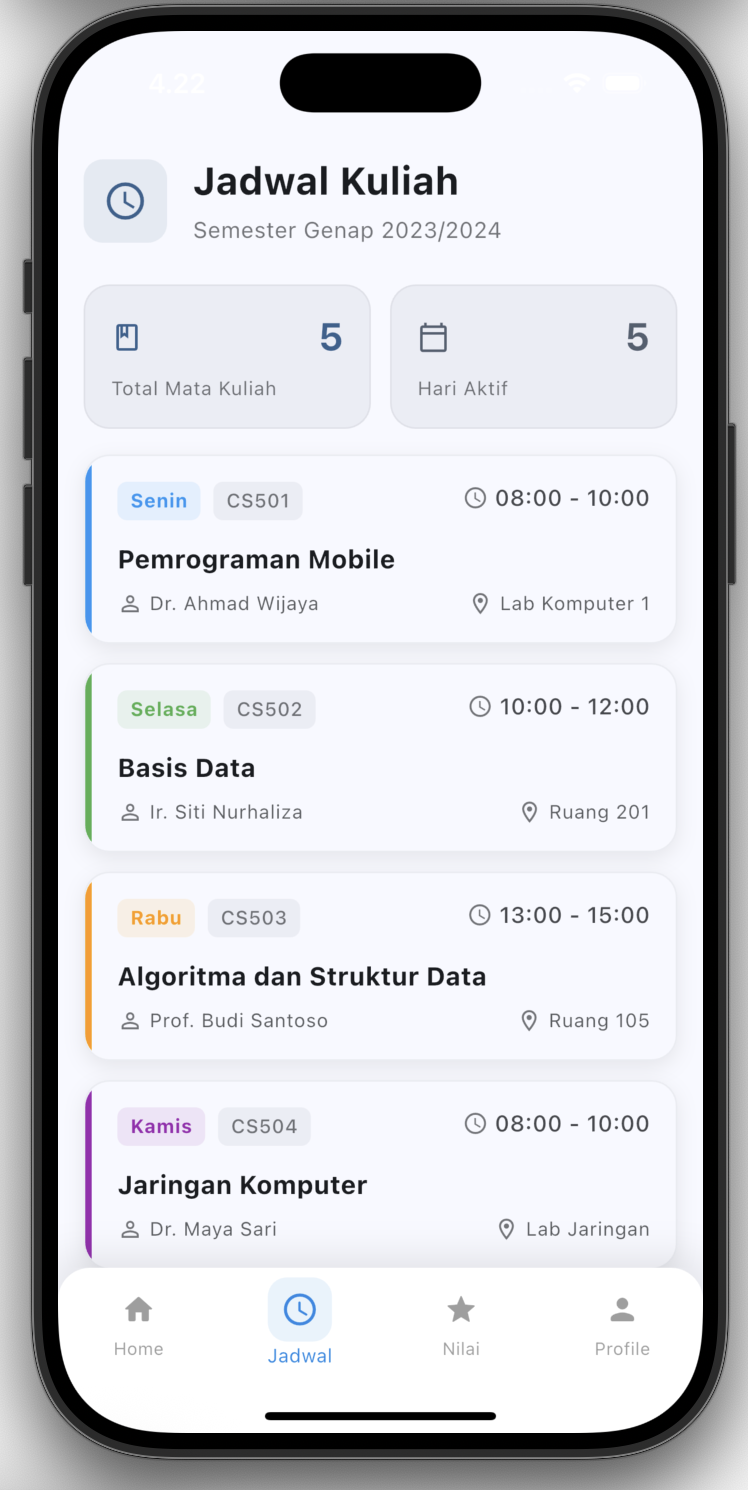 4.22
Jadwal Kuliah
Semester Genap 2023/2024
5
Total Mata Kuliah
5
Hari Aktif
Senin CS501 08:00 - 10:00
Pemrograman Mobile
Dr. Ahmad Wijaya Lab Komputer 1
Selasa CS502 10:00 - 12:00
Basis Data
Ir. Siti Nurhaliza Ruang 201
Rabu CS503 13:00 - 15:00
Algoritma dan Struktur Data
Prof. Budi Santoso Ruang 105
Kamis CS504 08:00 - 10:00
Jaringan Komputer
Dr. Maya Sari Lab Jaringan
Home Jadwal Nilai Profile